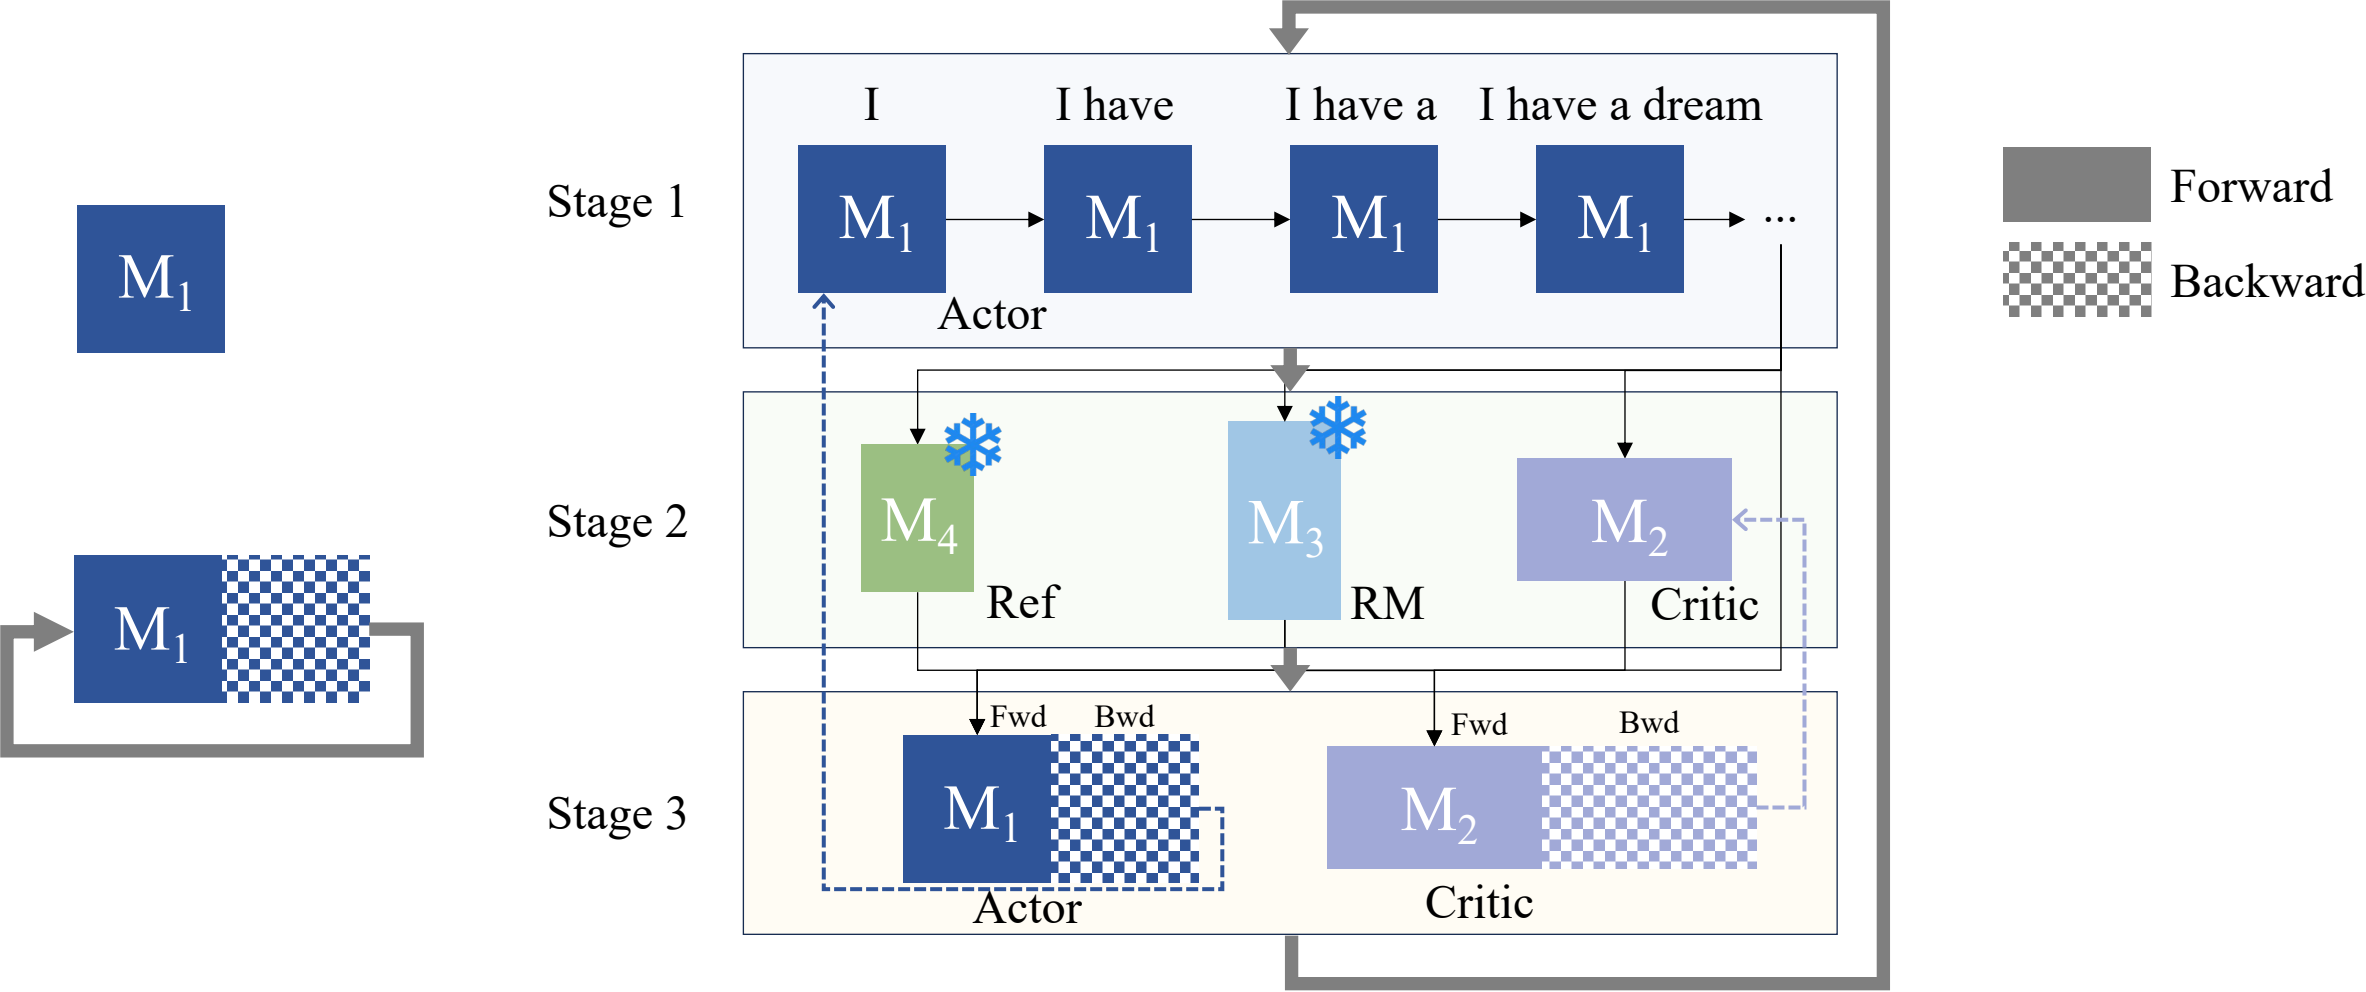 M1
M1
Stage 1
I
I have
I have a
I have a dream
M1
M1
M1
M1
...
Actor
Stage 2
M4
Ref
M3
RM
M2
Critic
Stage 3
Fwd
Bwd
M1
Actor
Fwd
Bwd
M2
Critic
Forward
Backward